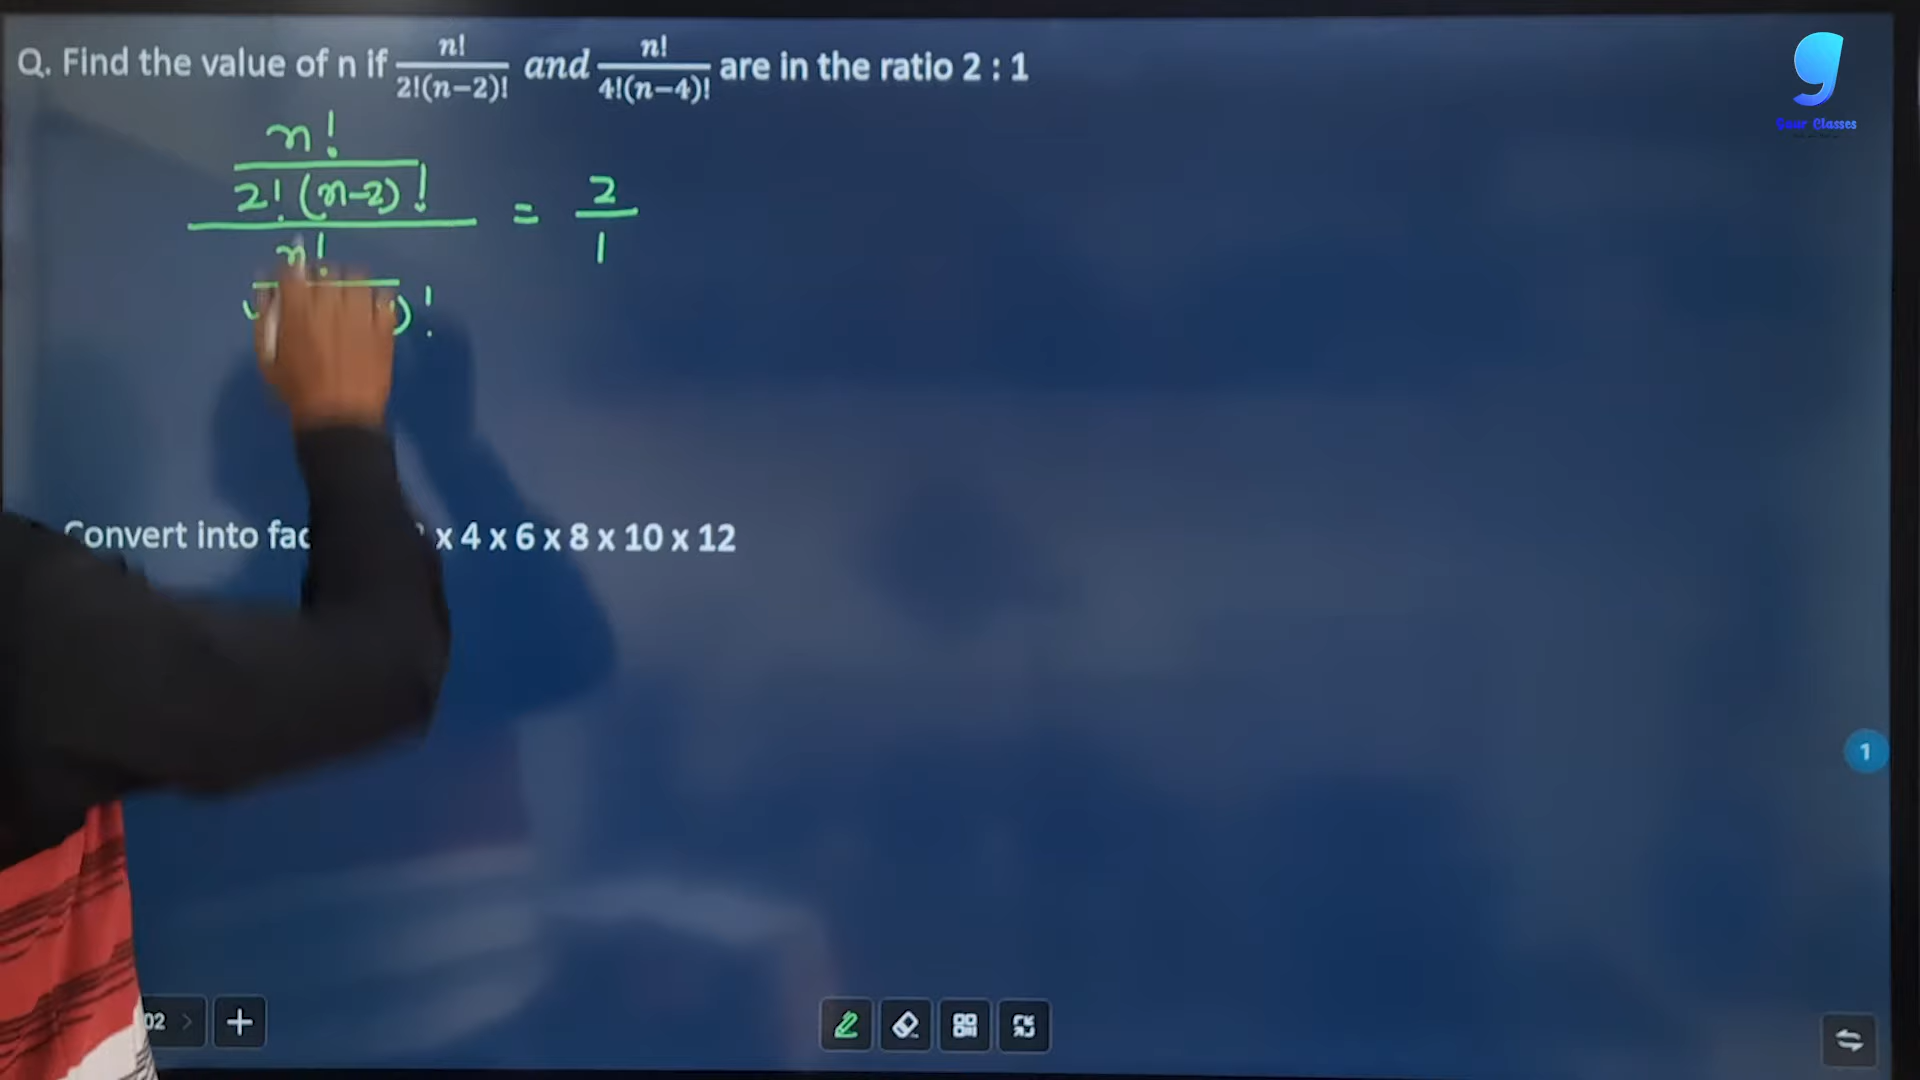 Q. Find the value of n if n!/2!(n−2)! and n!/4!(n−4)! are in the ratio 2 : 1
n!
2! (n-2)!
= 2/1
n!
)!
Convert into fac x 4 x 6 x 8 x 10 x 12
Gaur Classes
1
02